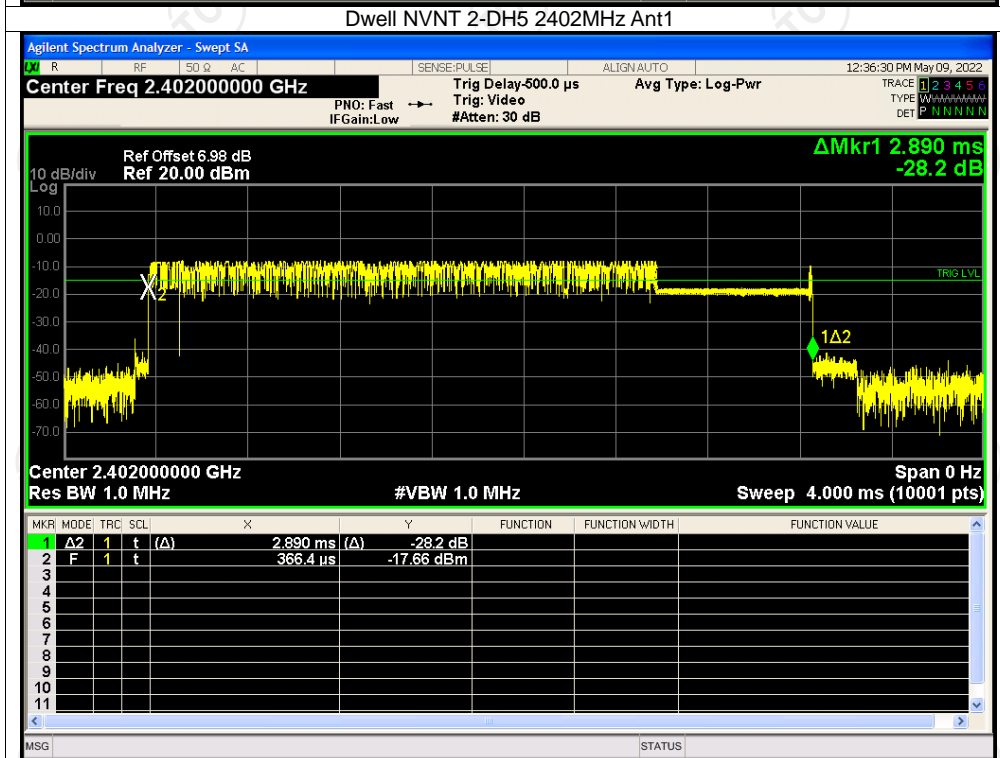 Dwell NVNT 2-DH5 2402MHz Ant1
Agilent Spectrum Analyzer - Swept SA
LXI R RF 50 Ω AC SENSE:PULSE ALIGN AUTO 12:36:30 PM May 09, 2022
Center Freq 2.402000000 GHz Trig Delay-500.0 µs Avg Type: Log-Pwr TRACE 1 2 3 4 5 6
PNO: Fast Trig: Video TYPE
IFGain:Low #Atten: 30 dB DET P N N N N N
ΔMkr1 2.890 ms
-28.2 dB
Ref Offset 6.98 dB
10 dB/div Ref 20.00 dBm
Log
10.0
0.00
-10.0
TRIG LVL
-20.0
2
-30.0
1Δ2
-40.0
-50.0
-60.0
-70.0
Center 2.402000000 GHz Span 0 Hz
Res BW 1.0 MHz #VBW 1.0 MHz Sweep 4.000 ms (10001 pts)
MKR MODE TRC SCL X Y FUNCTION FUNCTION WIDTH FUNCTION VALUE
1 Δ2 1 t (Δ) 2.890 ms (Δ) -28.2 dB
2 F 1 t 366.4 µs -17.66 dBm
3
4
5
6
7
8
9
10
11
MSG STATUS